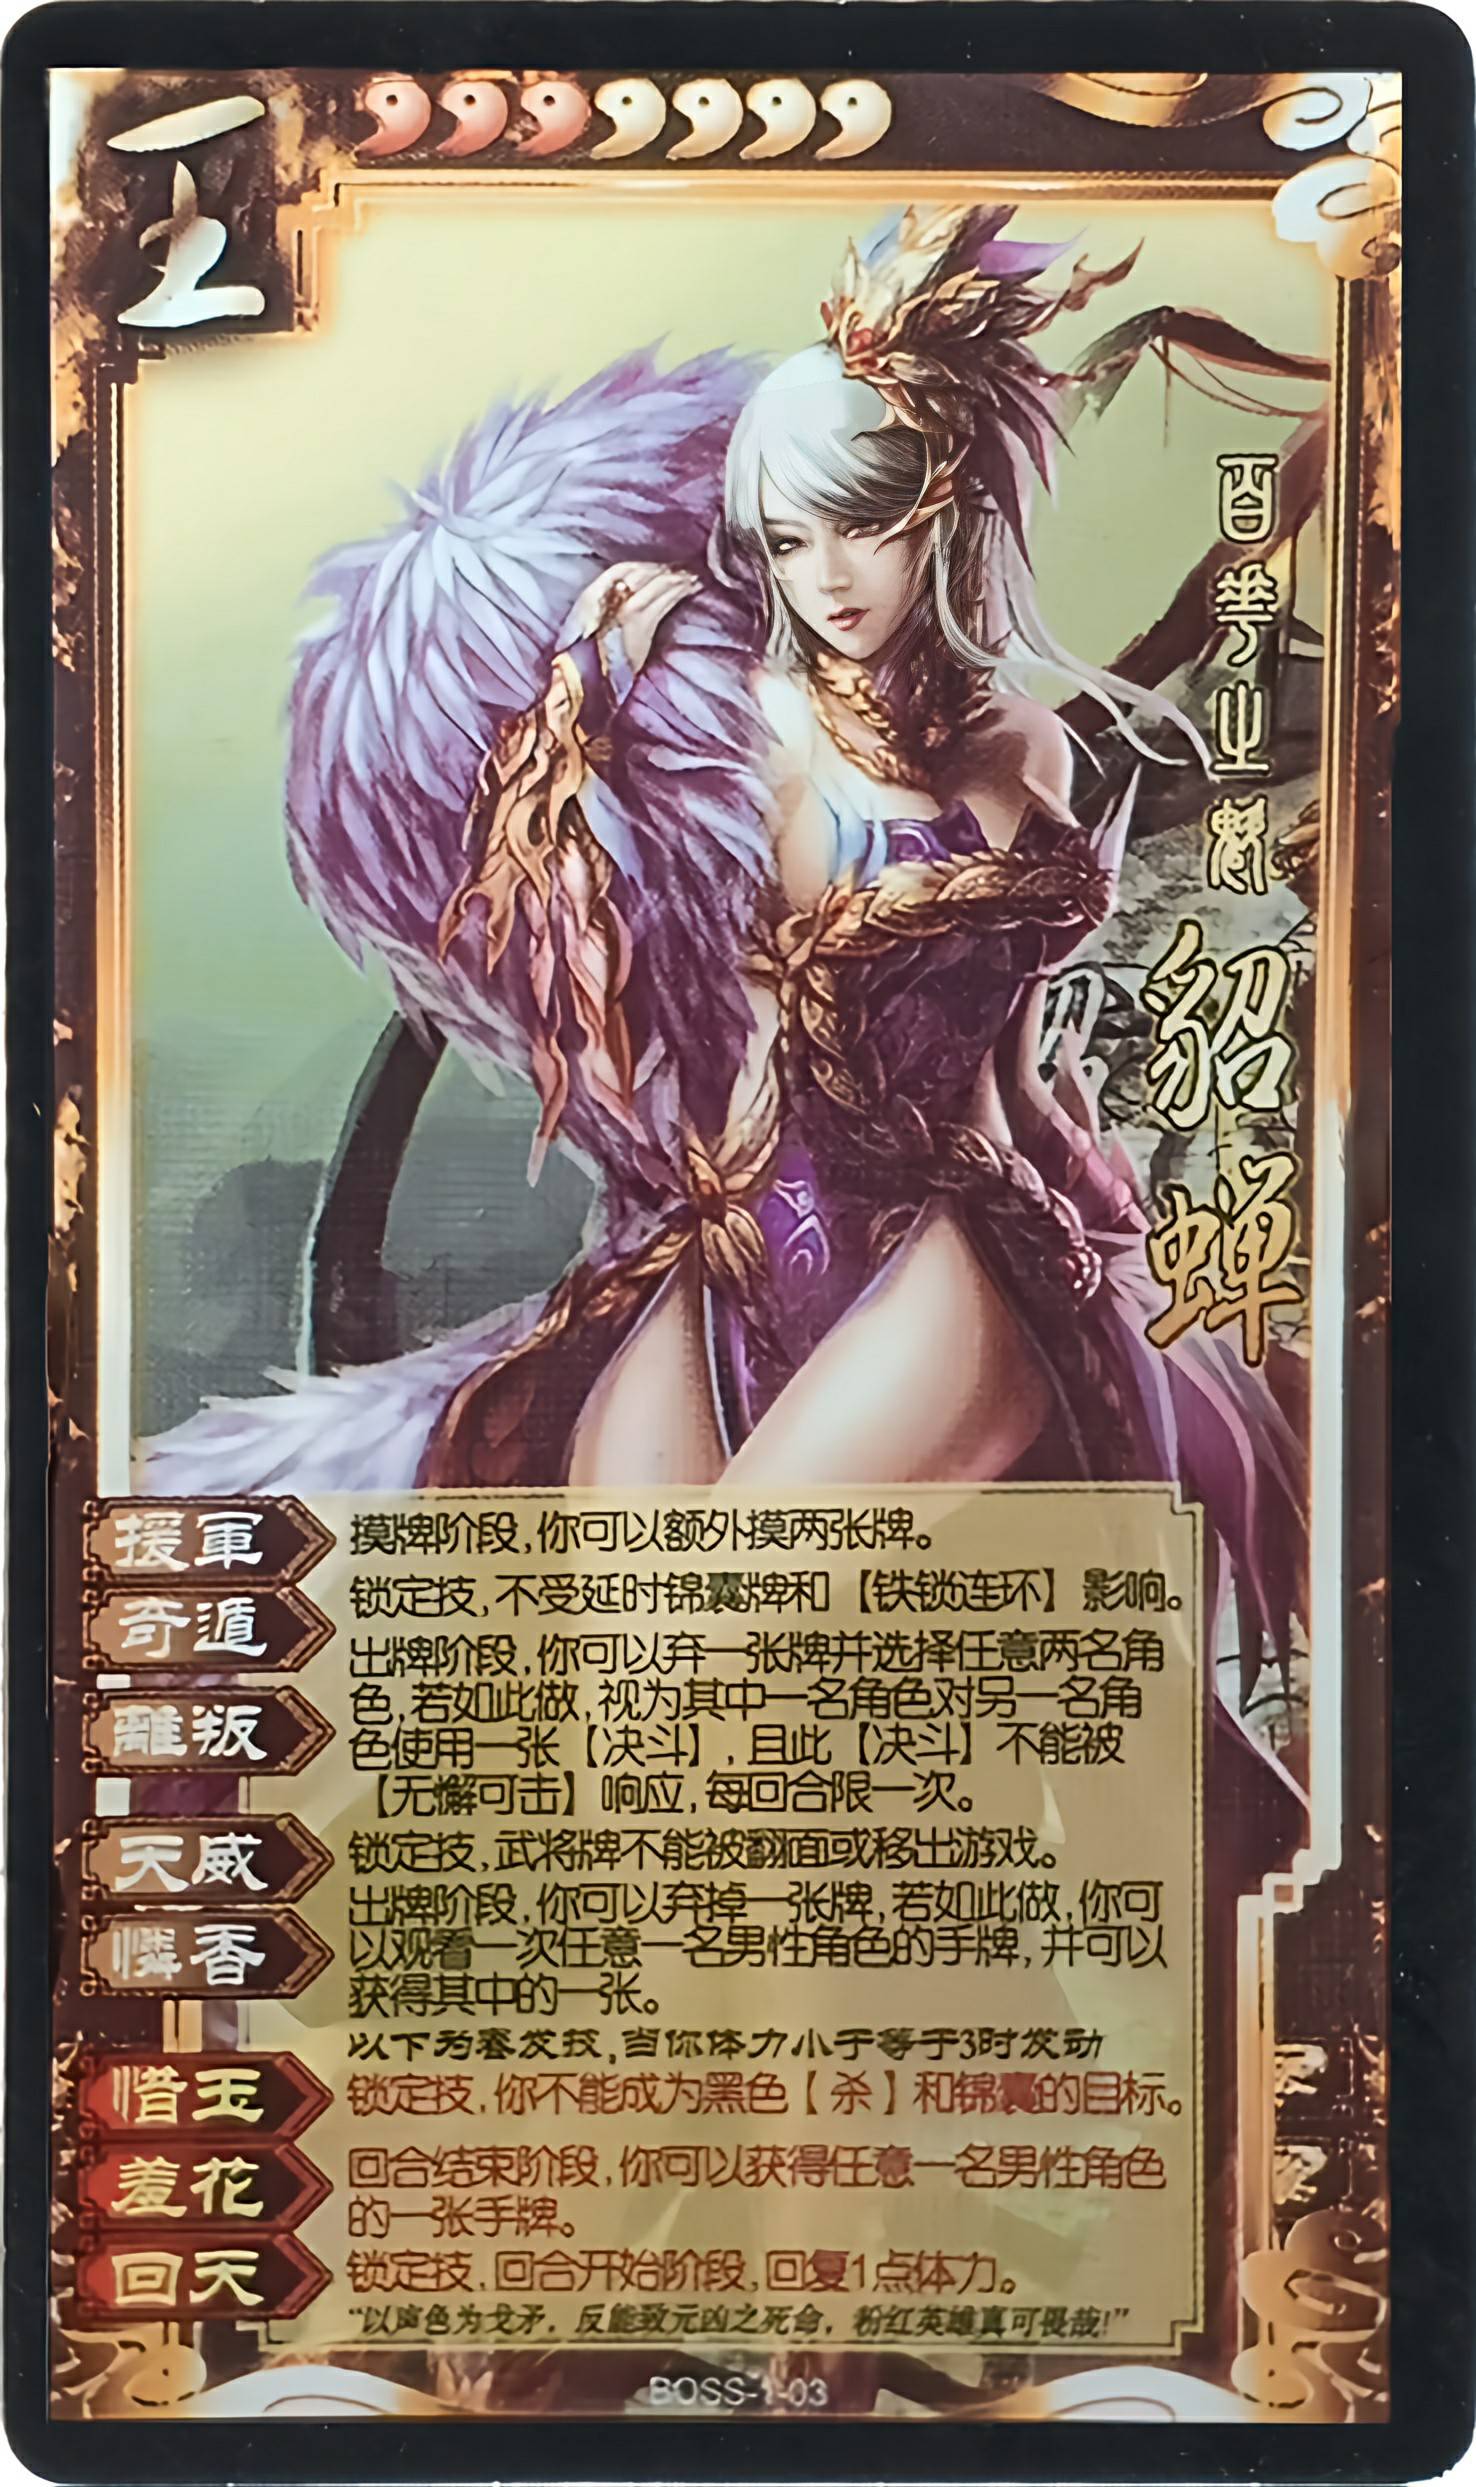 王
百花之魅
貂蝉
援軍
摸牌阶段,你可以额外摸两张牌。
奇遁
锁定技,不受延时锦囊牌和【铁锁连环】影响。
離叛
出牌阶段,你可以弃一张牌并选择任意两名角
色,若如此做,视为其中一名角色对另一名角
色使用一张【决斗】,且此【决斗】不能被
【无懈可击】响应,每回合限一次。
天威
锁定技,武将牌不能被翻面或移出游戏。
憐香
出牌阶段,你可以弃掉一张牌,若如此做,你可
以观看一次任意一名男性角色的手牌,并可以
获得其中的一张。
以下为春发技,当你体力小于等于3时发动
惜玉
锁定技,你不能成为黑色【杀】和锦囊的目标。
羞花
回合结束阶段,你可以获得任意一名男性角色
的一张手牌。
回天
锁定技,回合开始阶段,回复1点体力。
“以声色为戈矛，反能致元凶之死命，粉红英雄真可畏哉!”
BOSS-1-03